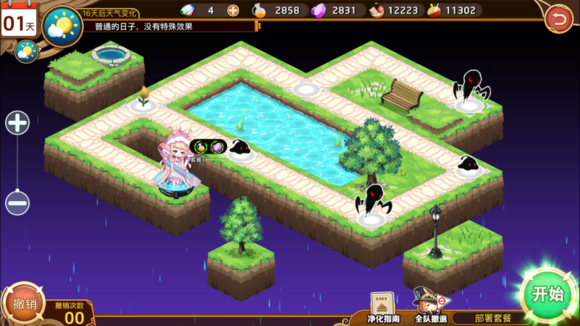 01天
16天后天气变化
普通的日子，没有特殊效果
4
2858
2831
12223
11302
撤销
撤销次数
00
净化指南
全队撤退
部署套餐
开始